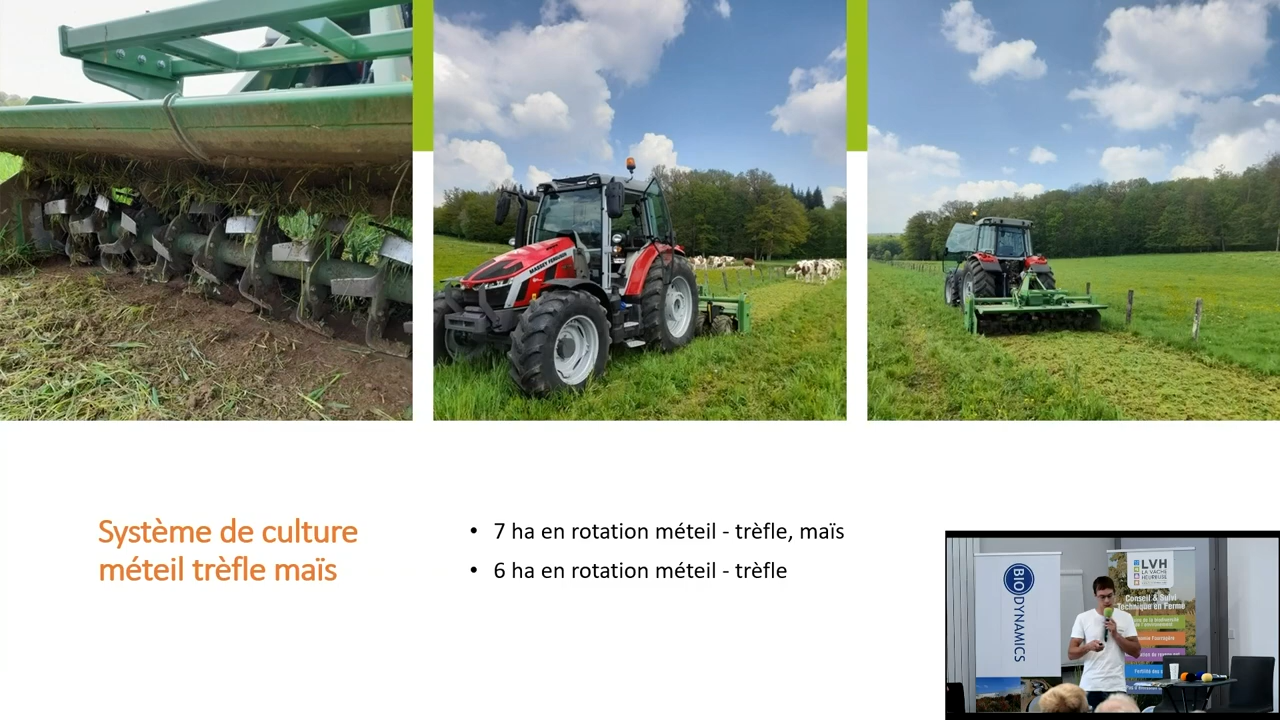 MASSEY FERGUSON
Système de culture
méteil trèfle maïs
• 7 ha en rotation méteil - trèfle, maïs
• 6 ha en rotation méteil - trèfle
BIODYNAMICS
LVH
LA VACHE
HEUREUSE
Conseil & Suivi
Technique en Ferme